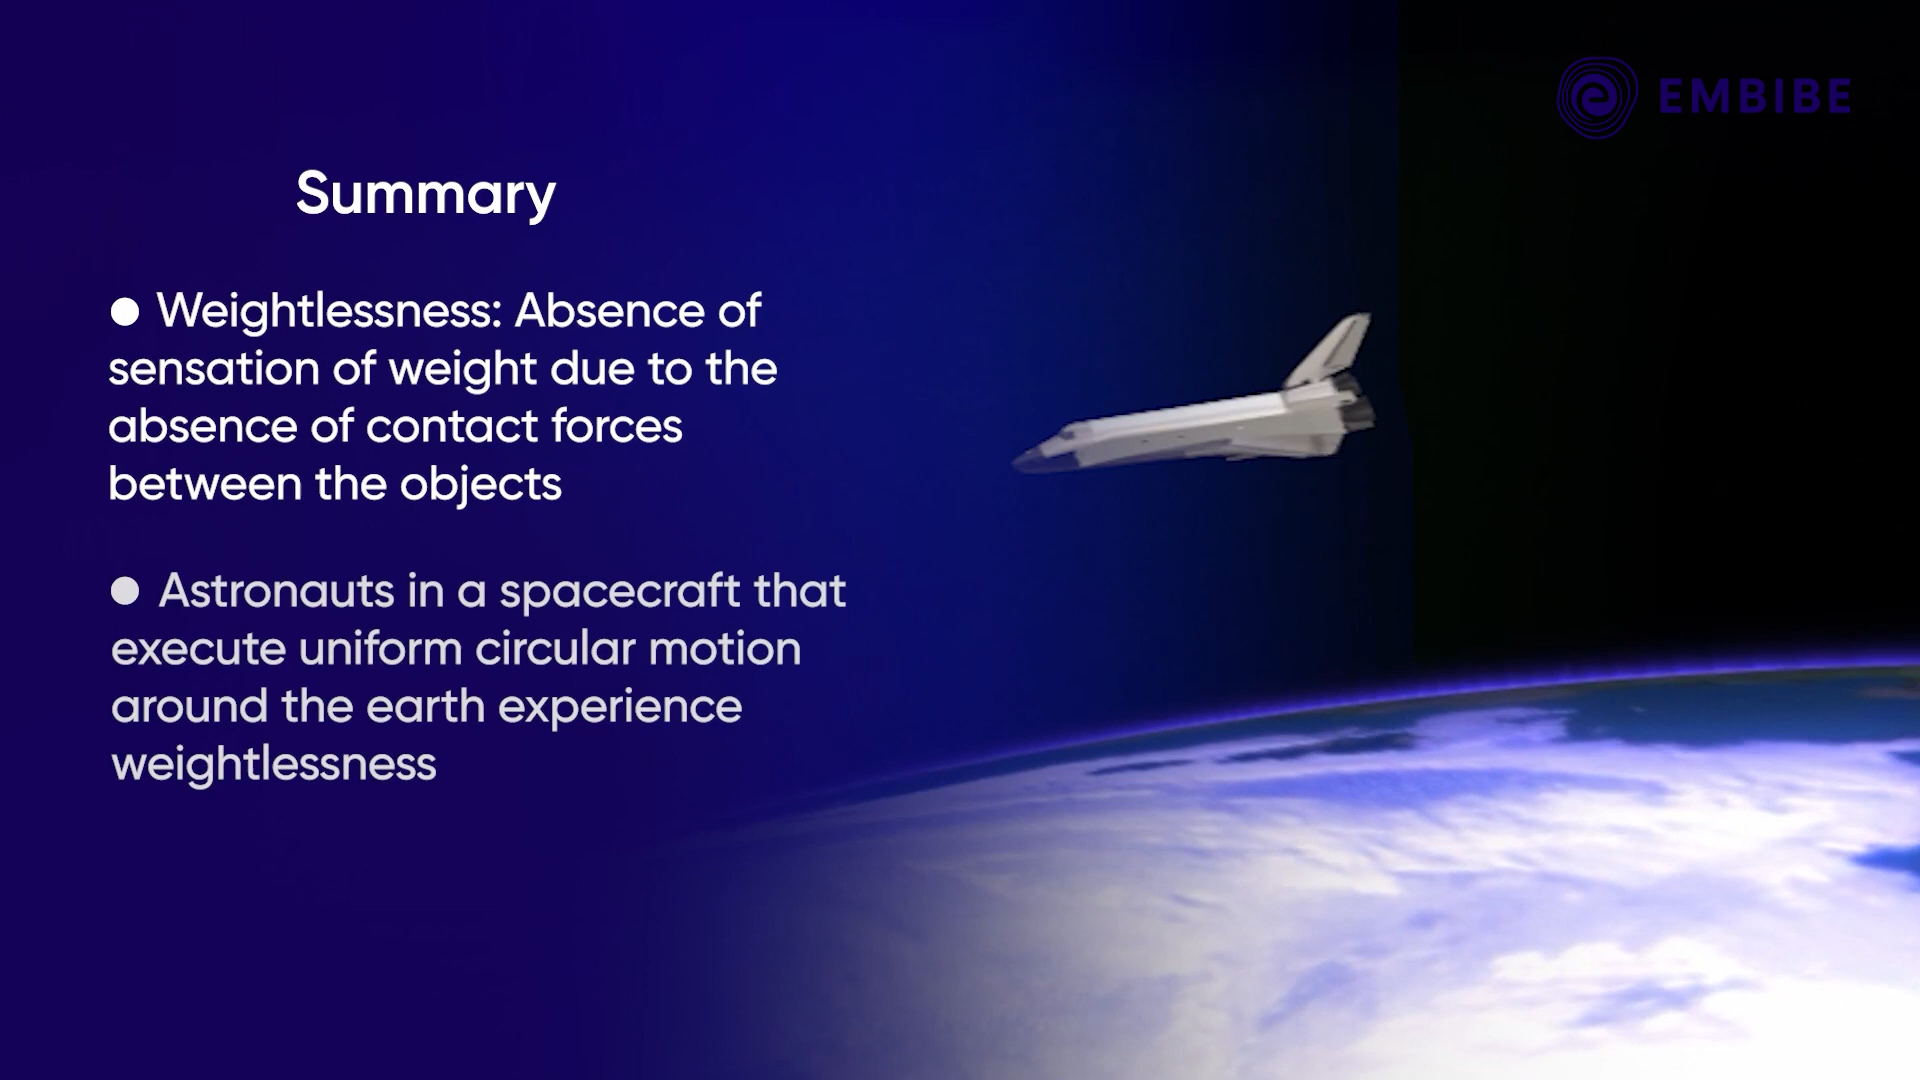 EMBIBE
Summary
● Weightlessness: Absence of
sensation of weight due to the
absence of contact forces
between the objects
● Astronauts in a spacecraft that
execute uniform circular motion
around the earth experience
weightlessness